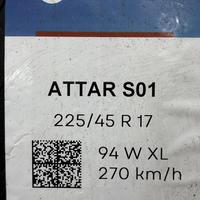 ATTAR S01
225/45 R 17
94 W XL
270 km/h